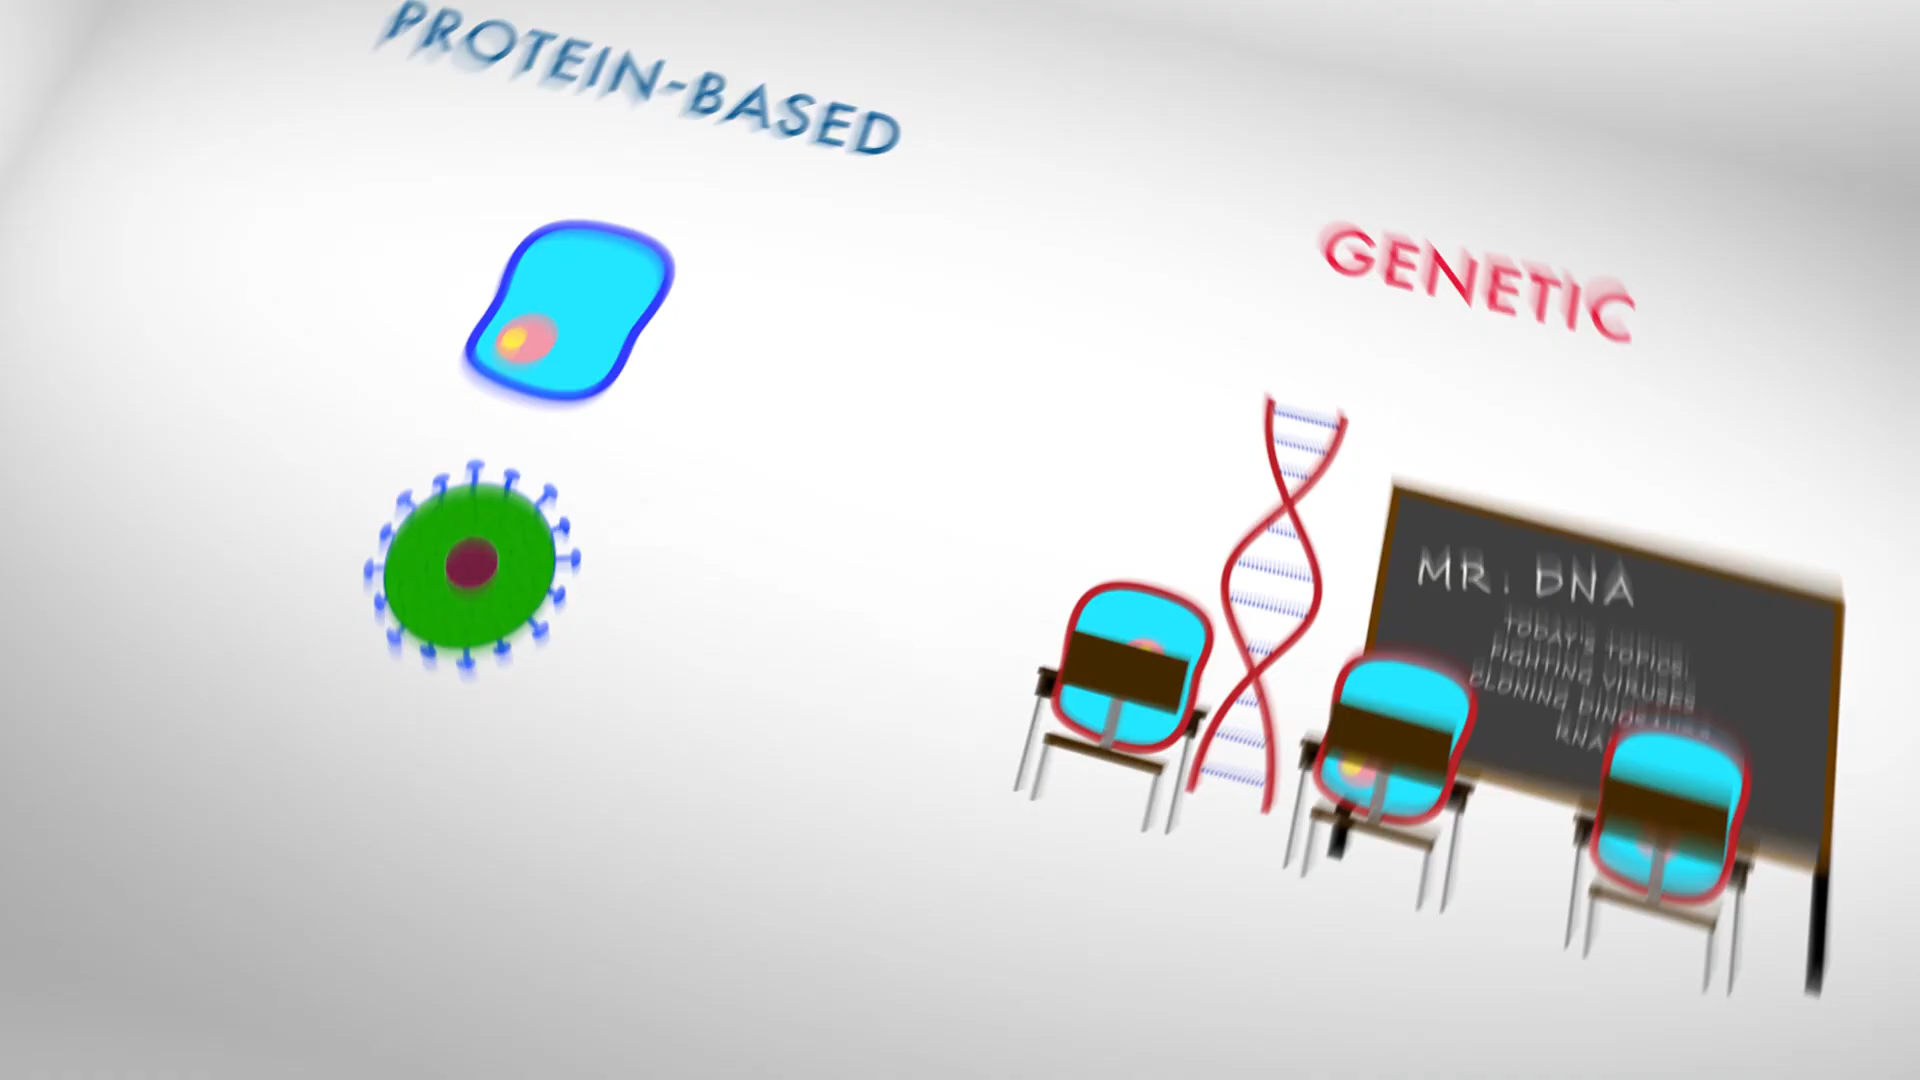 PROTEIN-BASED
GENETIC
MR. DNA
TODAY'S TOPICS:
FIGHTING VIRUSES
CLONING
RNA